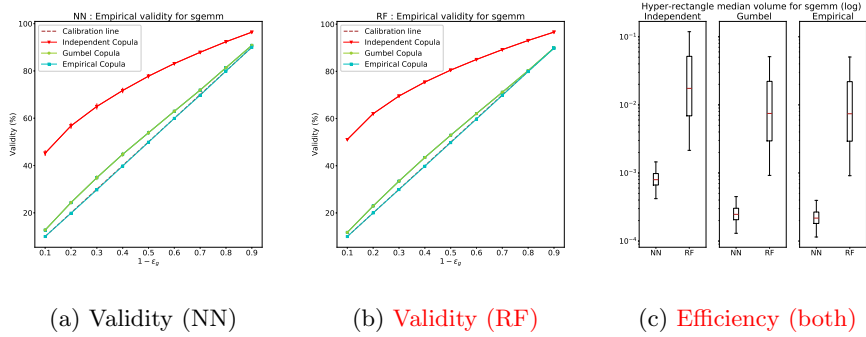 NN : Empirical validity for sgemm
Calibration line
Independent Copula
Gumbel Copula
Empirical Copula
Validity (%)
100
80
60
40
20
0.1 0.2 0.3 0.4 0.5 0.6 0.7 0.8 0.9
1 − ϵg
(a) Validity (NN)
RF : Empirical validity for sgemm
Calibration line
Independent Copula
Gumbel Copula
Empirical Copula
Validity (%)
100
80
60
40
20
0.1 0.2 0.3 0.4 0.5 0.6 0.7 0.8 0.9
1 − ϵg
(b) Validity (RF)
Hyper-rectangle median volume for sgemm (log)
Independent Gumbel Empirical
10⁻¹
10⁻²
10⁻³
10⁻⁴
NN RF NN RF NN RF
(c) Efficiency (both)